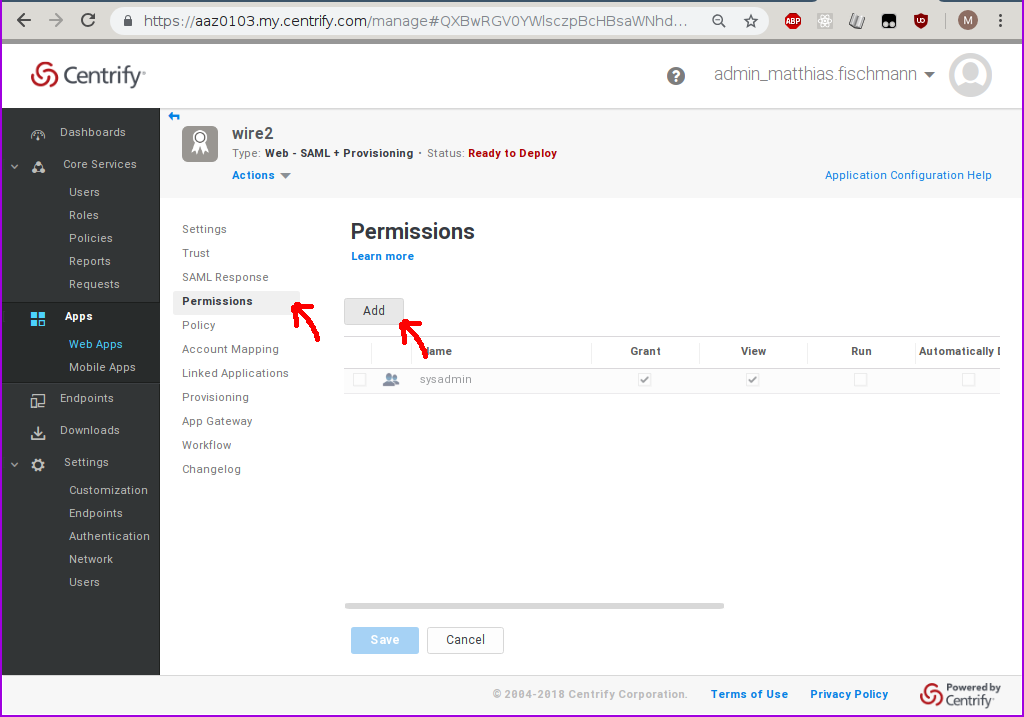 https://aaz0103.my.centrify.com/manage#QXBwRGV0YWlsczpBcHBsaWNhd...
ABP
UD
M
Centrify
?
admin_matthias.fischmann
Dashboards
Core Services
Users
Roles
Policies
Reports
Requests
Apps
Web Apps
Mobile Apps
Endpoints
Downloads
Settings
Customization
Endpoints
Authentication
Network
Users
wire2
Type: Web - SAML + Provisioning · Status: Ready to Deploy
Actions
Application Configuration Help
Settings
Trust
SAML Response
Permissions
Policy
Account Mapping
Linked Applications
Provisioning
App Gateway
Workflow
Changelog
Permissions
Learn more
Add
Name Grant View Run Automatically D
sysadmin
Save Cancel
© 2004-2018 Centrify Corporation. Terms of Use Privacy Policy
Powered by
Centrify